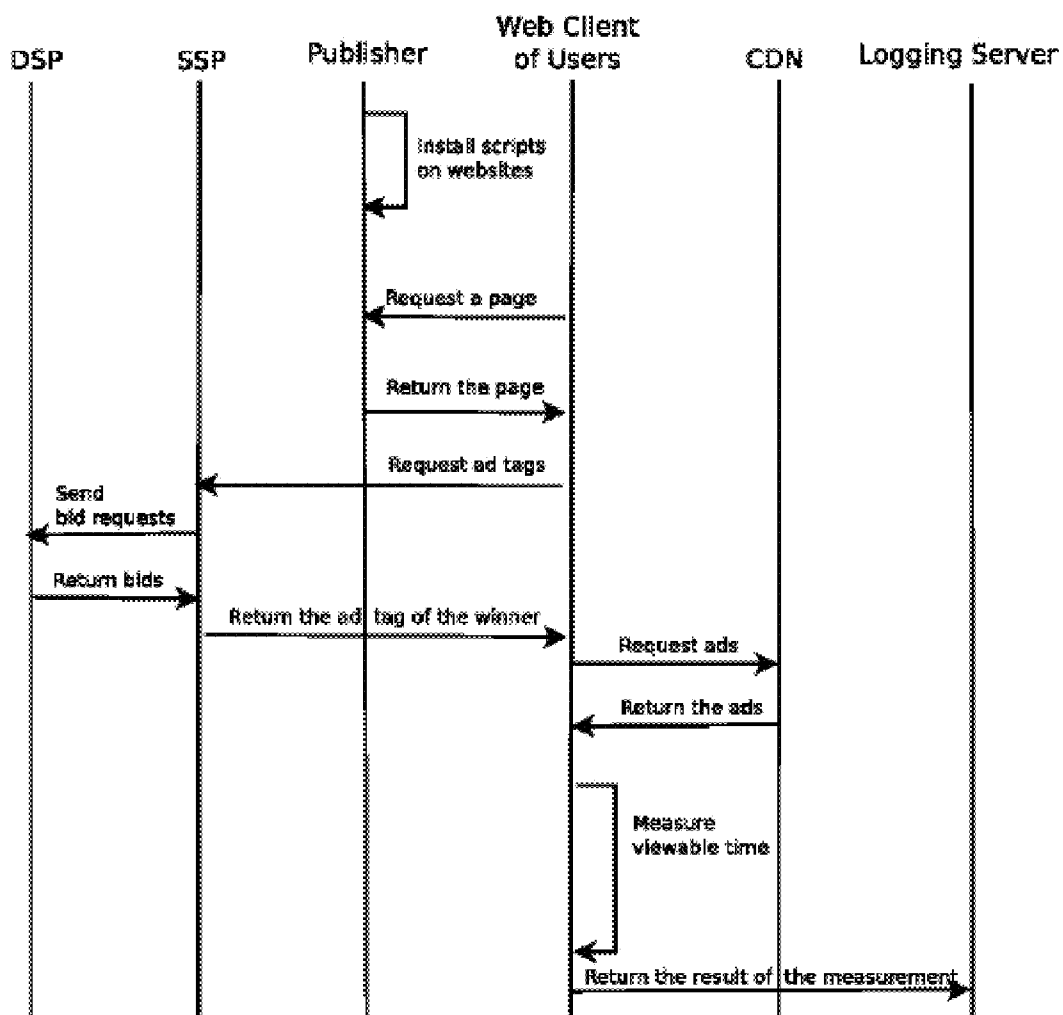 DSP
SSP
Publisher
Web Client
of Users
CDN
Logging Server
Install scripts
on websites
Request a page
Return the page
Request ad tags
Send
bid requests
Return bids
Return the ad tag of the winner
Request ads
Return the ads
Measure
viewable time
Return the result of the measurement